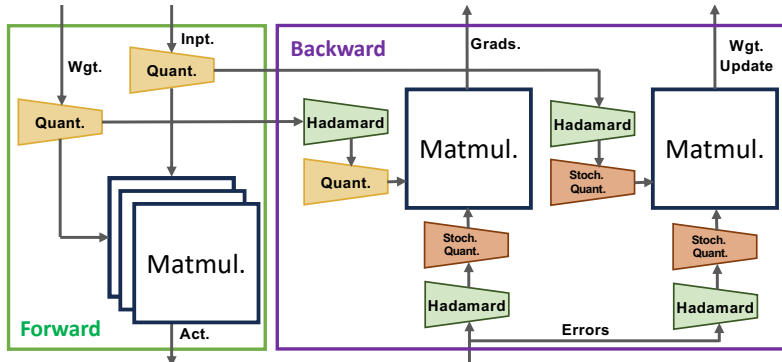 Wgt.
Inpt.
Quant.
Quant.
Matmul.
Act.
Forward
Backward
Grads.
Hadamard
Quant.
Matmul.
Stoch.
Quant.
Hadamard
Errors
Wgt.
Update
Hadamard
Stoch.
Quant.
Matmul.
Stoch.
Quant.
Hadamard